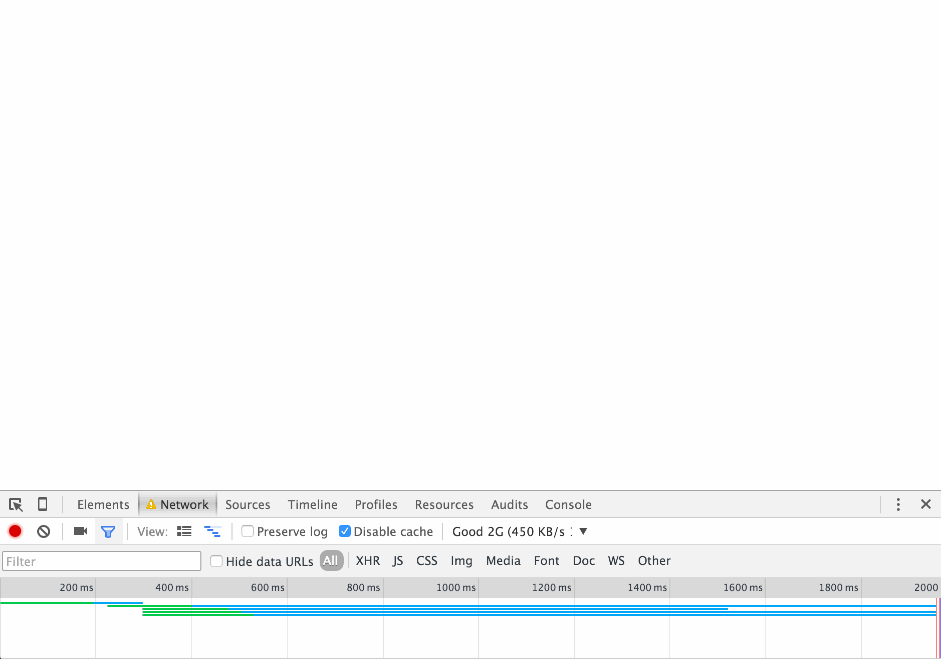 Elements Network Sources Timeline Profiles Resources Audits Console
View: Preserve log Disable cache Good 2G (450 KB/s
Filter Hide data URLs All XHR JS CSS Img Media Font Doc WS Other
200 ms 400 ms 600 ms 800 ms 1000 ms 1200 ms 1400 ms 1600 ms 1800 ms 2000